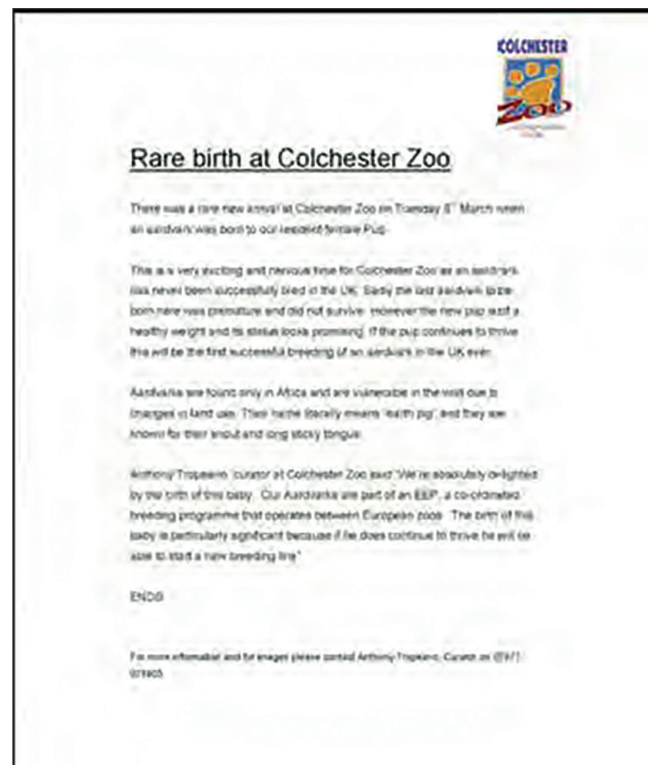 COLCHESTER
ZOO
Rare birth at Colchester Zoo
There was a rare new arrival at Colchester Zoo on Tuesday March when
an aardvark was born to our resident female Pup
This is a very exciting and nervous time for Colchester Zoo as an aardvark
has never been successfully bred in the UK. Sadly the last aardvark to be
born here was premature and did not survive. However the new pup is of a
healthy weight and its status looks promising. If the pup continues to thrive
this will be the first successful breeding of an aardvark in the UK ever.
Aardvarks are found only in Africa and are vulnerable in the wild due to
changes in land use. Their name literally means 'earth pig' and they are
known for their snout and long sticky tongue.
Anthony curator at Colchester Zoo said "We're absolutely delighted
by the birth of this baby. Our Aardvarks are part of an EEP, a co-ordinated
breeding programme that operates between European zoos. The birth of this
baby is particularly significant because if he does continue to thrive he will be
able to start a new breeding line"
ENDS
For more information and for images please contact Anthony Curator on